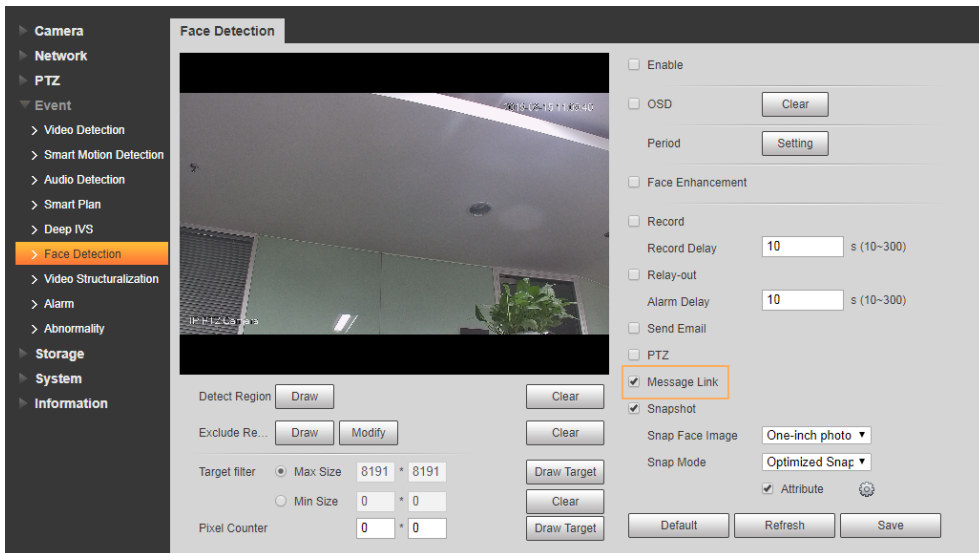 Camera
Network
PTZ
Event
Video Detection
Smart Motion Detection
Audio Detection
Smart Plan
Deep IVS
Face Detection
Video Structuralization
Alarm
Abnormality
Storage
System
Information
Face Detection
IP PTZ Camera
Detect Region Draw Clear
Exclude Re... Draw Modify Clear
Target filter Max Size 8191 * 8191 Draw Target
Min Size 0 * 0 Clear
Pixel Counter 0 * 0 Draw Target
Enable
OSD Clear
Period Setting
Face Enhancement
Record
Record Delay 10 s (10~300)
Relay-out
Alarm Delay 10 s (10~300)
Send Email
PTZ
Message Link
Snapshot
Snap Face Image One-inch photo
Snap Mode Optimized Snap
Attribute
Default Refresh Save